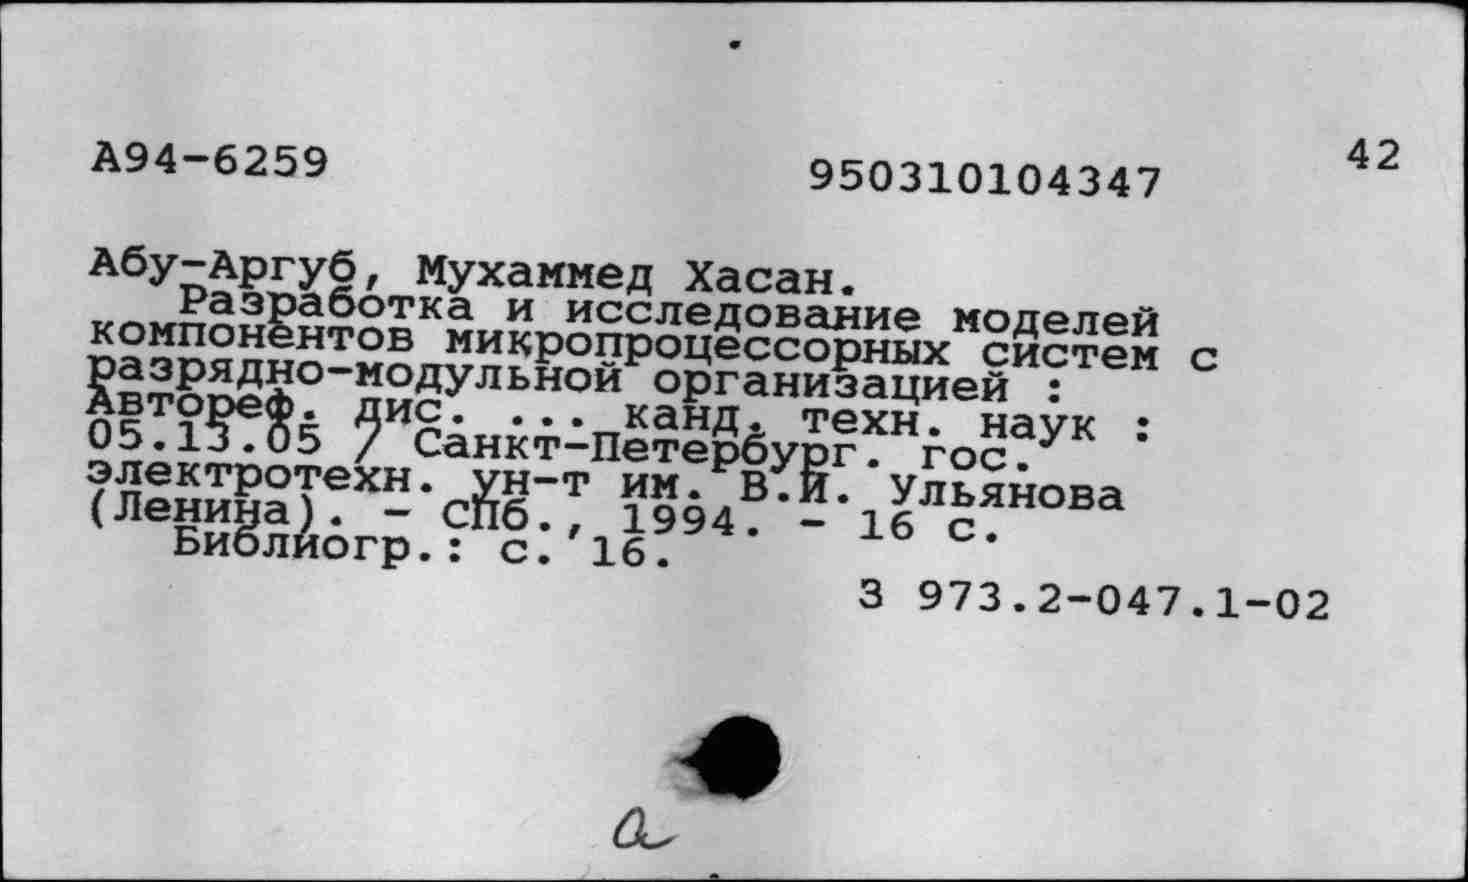 А94-6259
950310104347
42
Абу-Аргуб, Мухаммед Хасан.
Разработка и исследование моделей
компонентов микропроцессорных систем с
разрядно-модульной организацией :
Автореф. дис. ... канд. техн. наук :
05.13.05 / Санкт-Петербург. гос.
электротехн. ун-т им. В.И. Ульянова
(Ленина). - СПб., 1994. - 16 с.
Библиогр.: с. 16.
З 973.2-047.1-02
а